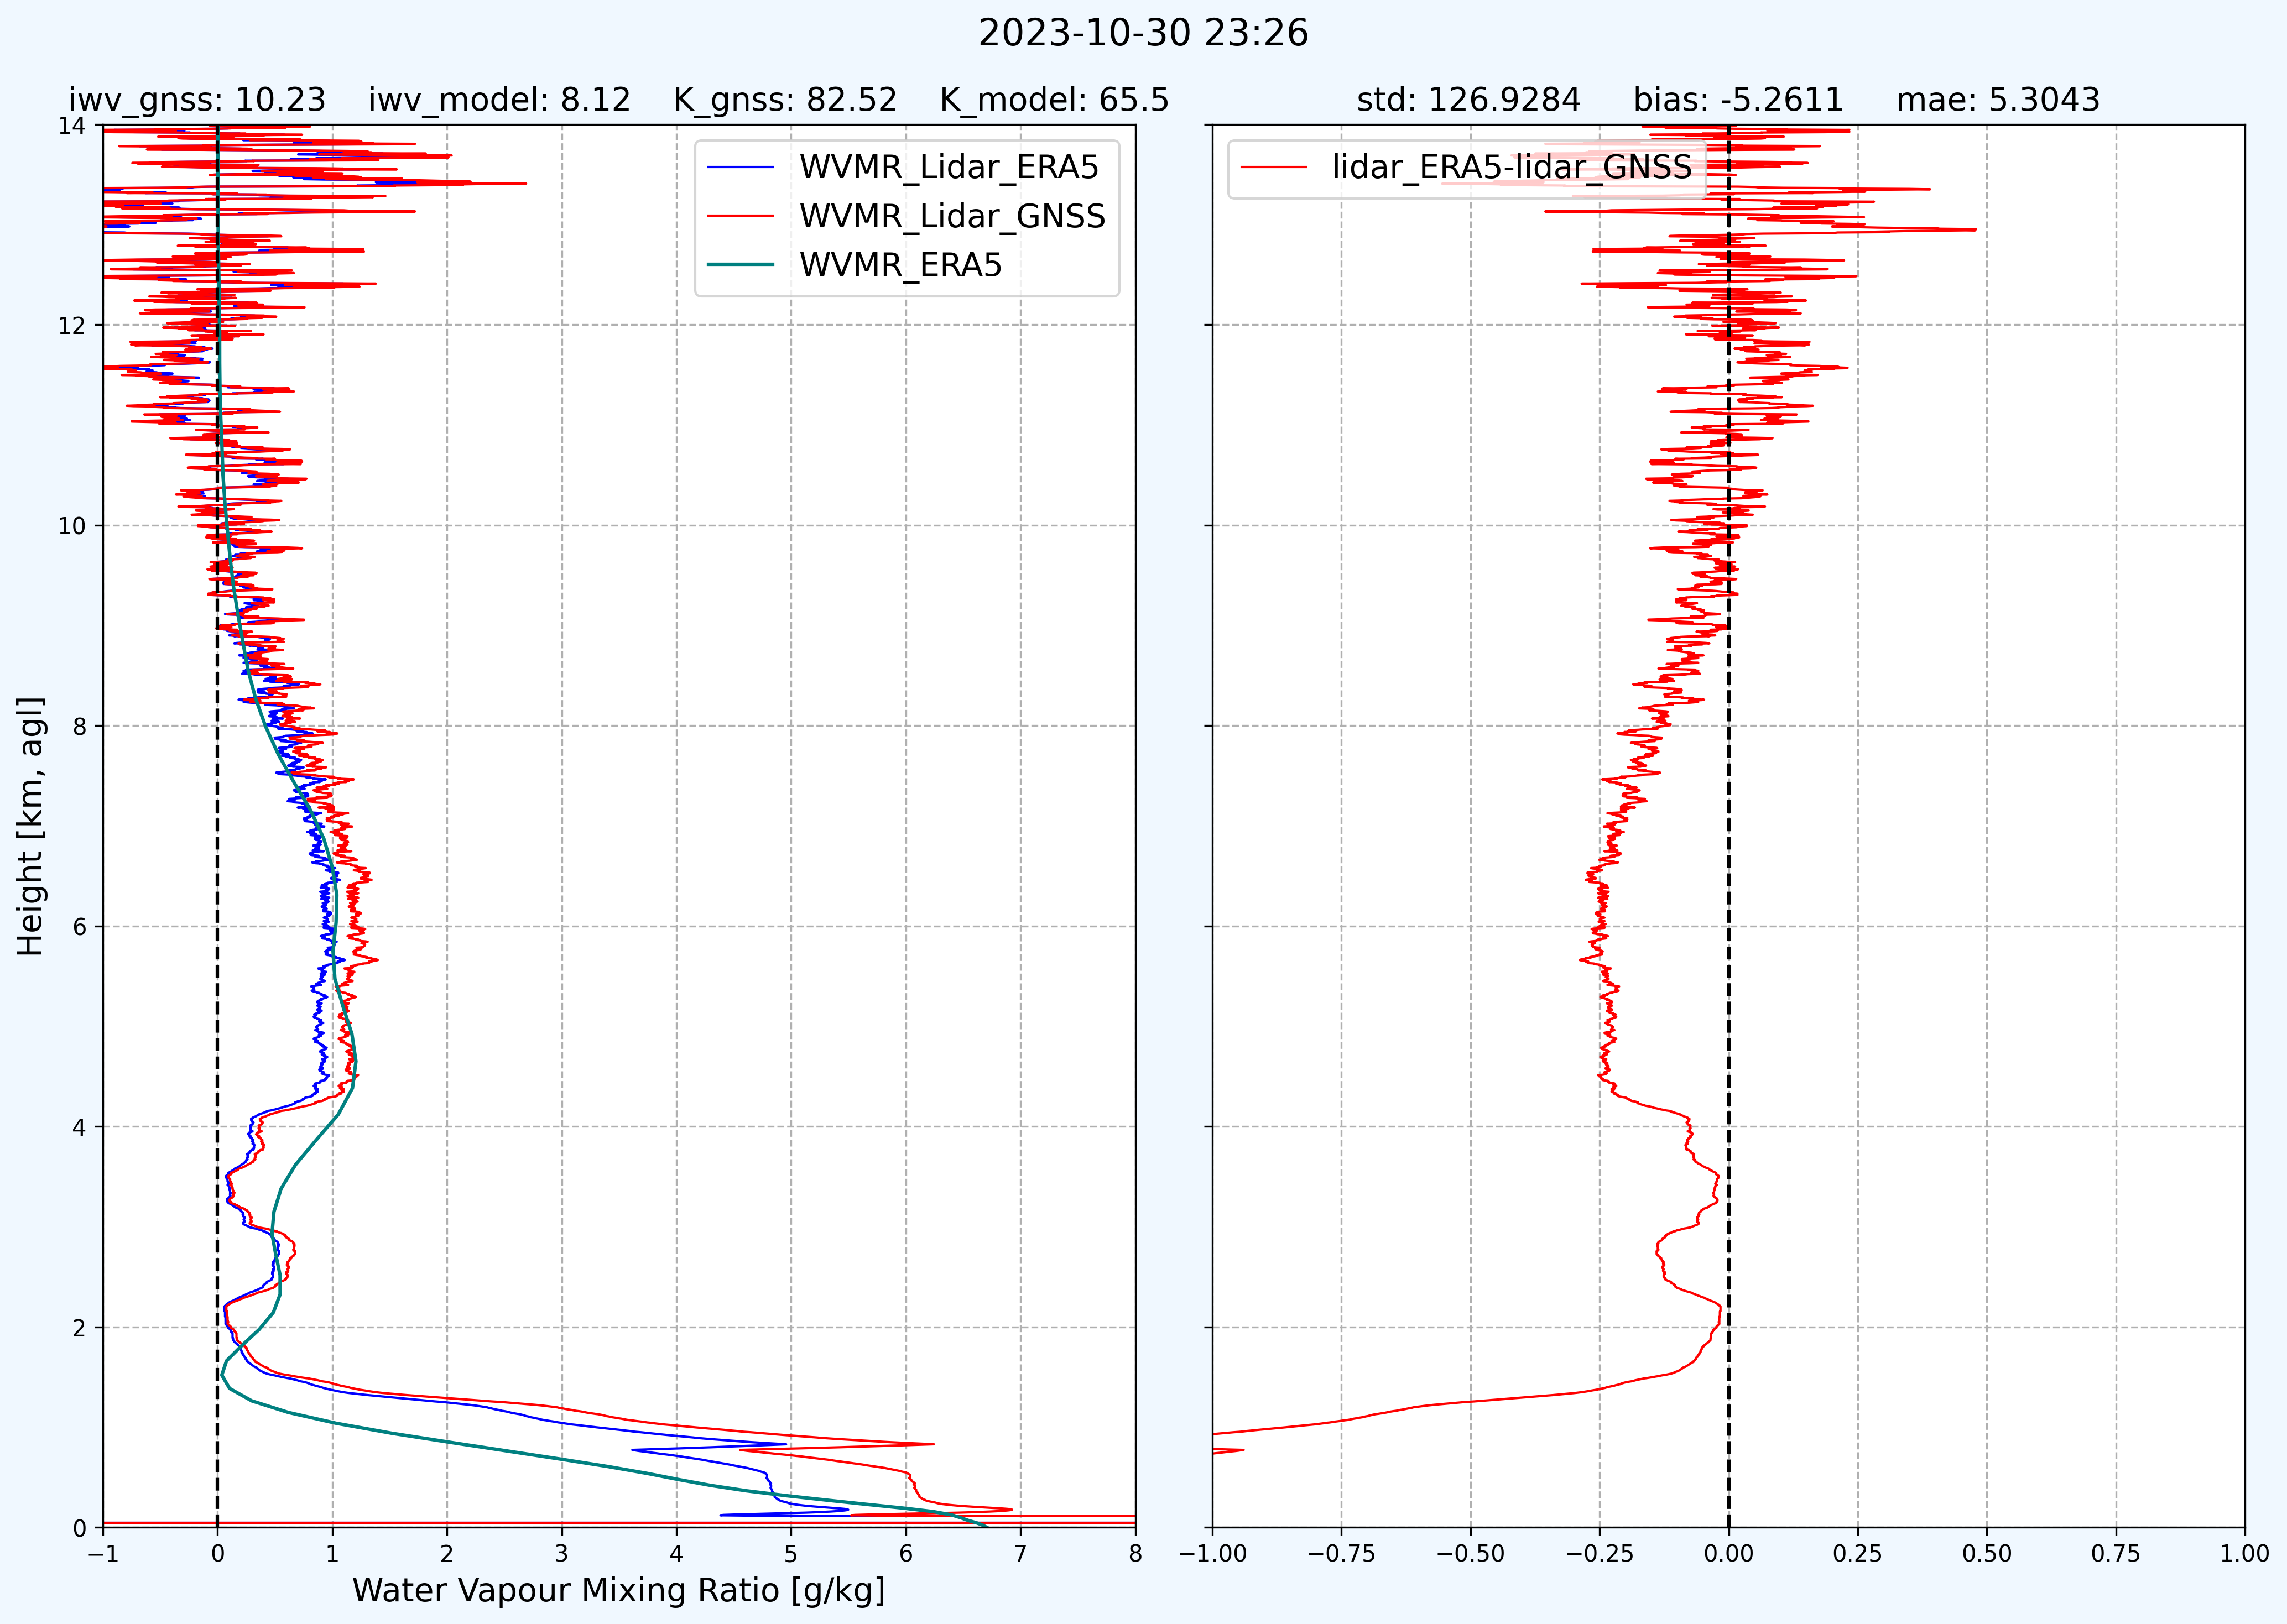 2023-10-30 23:26
iwv_gnss: 10.23 iwv_model: 8.12 K_gnss: 82.52 K_model: 65.5
std: 126.9284 bias: -5.2611 mae: 5.3043
WVMR_Lidar_ERA5
WVMR_Lidar_GNSS
WVMR_ERA5
lidar_ERA5-lidar_GNSS
Height [km, agl]
14
12
10
8
6
4
2
0
−1 0 1 2 3 4 5 6 7 8
Water Vapour Mixing Ratio [g/kg]
−1.00 −0.75 −0.50 −0.25 0.00 0.25 0.50 0.75 1.00